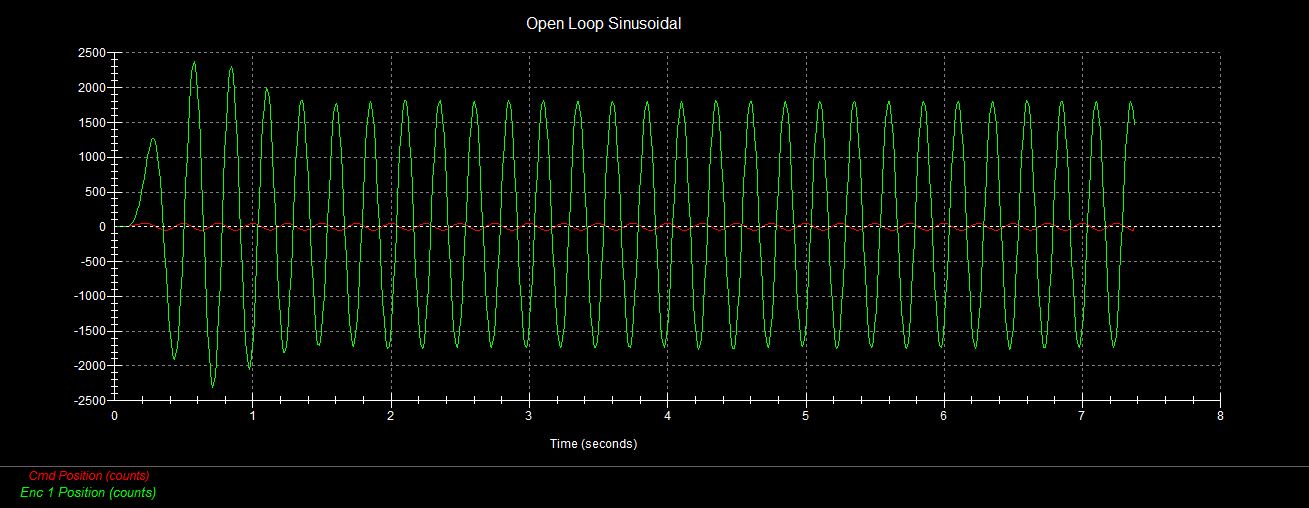 Open Loop Sinusoidal
2500
2000
1500
1000
500
0
-500
-1000
-1500
-2000
-2500
0 1 2 3 4 5 6 7 8
Time (seconds)
Cmd Position (counts)
Enc 1 Position (counts)